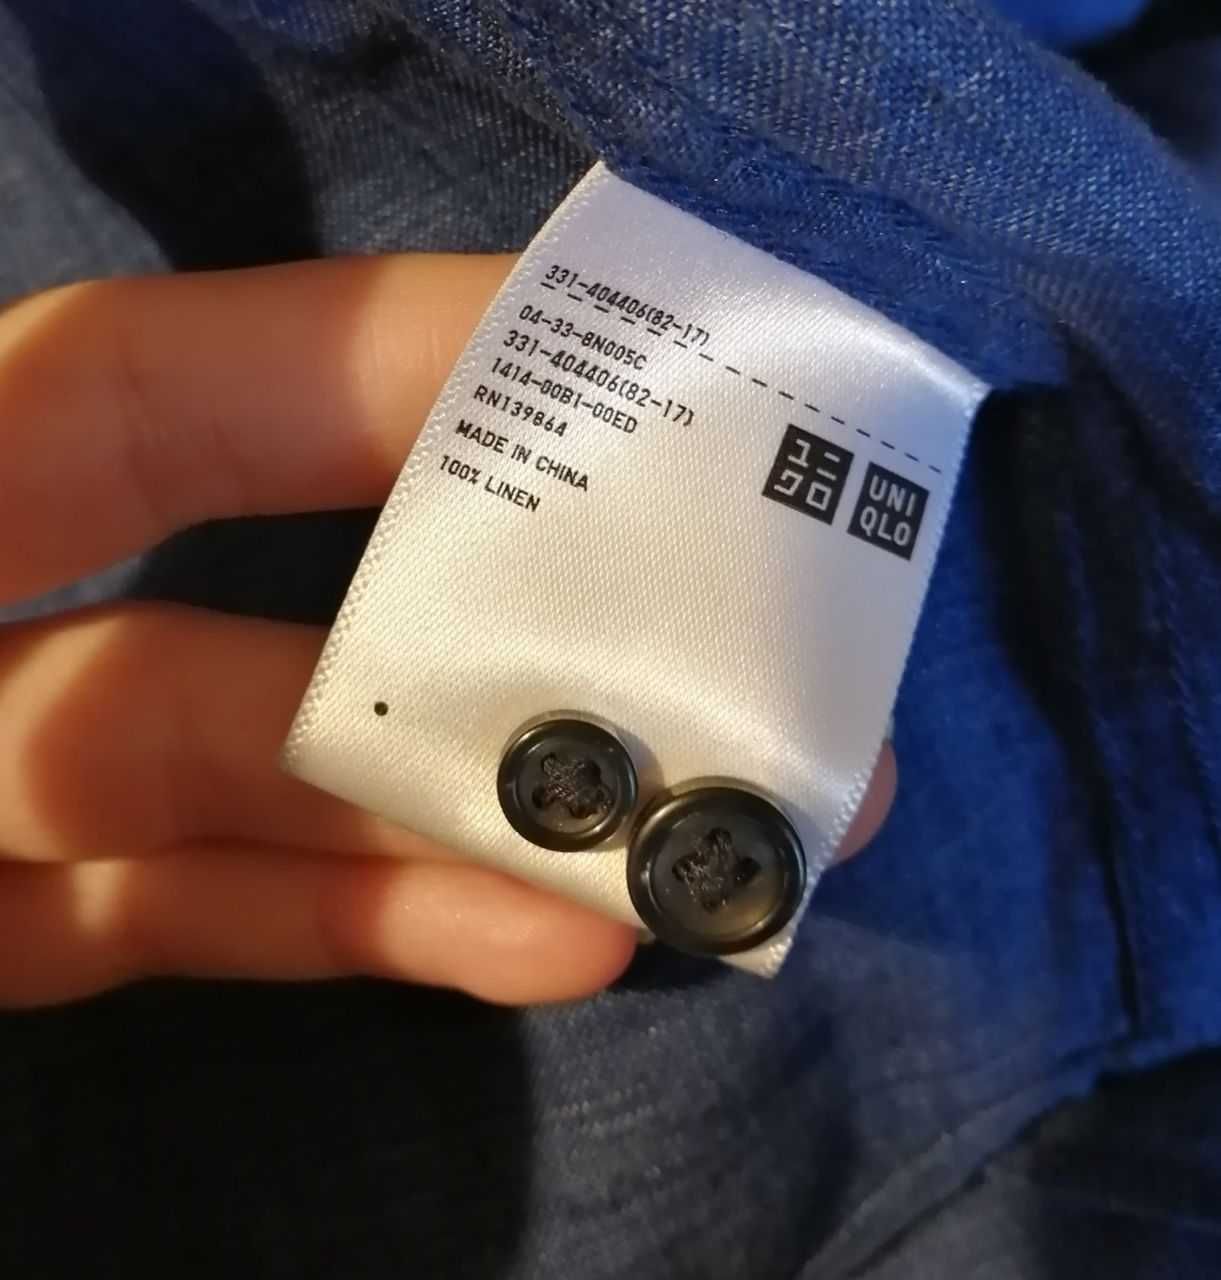 331-404406(82-17)
04-33-8N005C
331-404406(82-17)
1414-00B1-00ED
RN139864
MADE IN CHINA
100% LINEN
ユニ
クロ
UNI
QLO